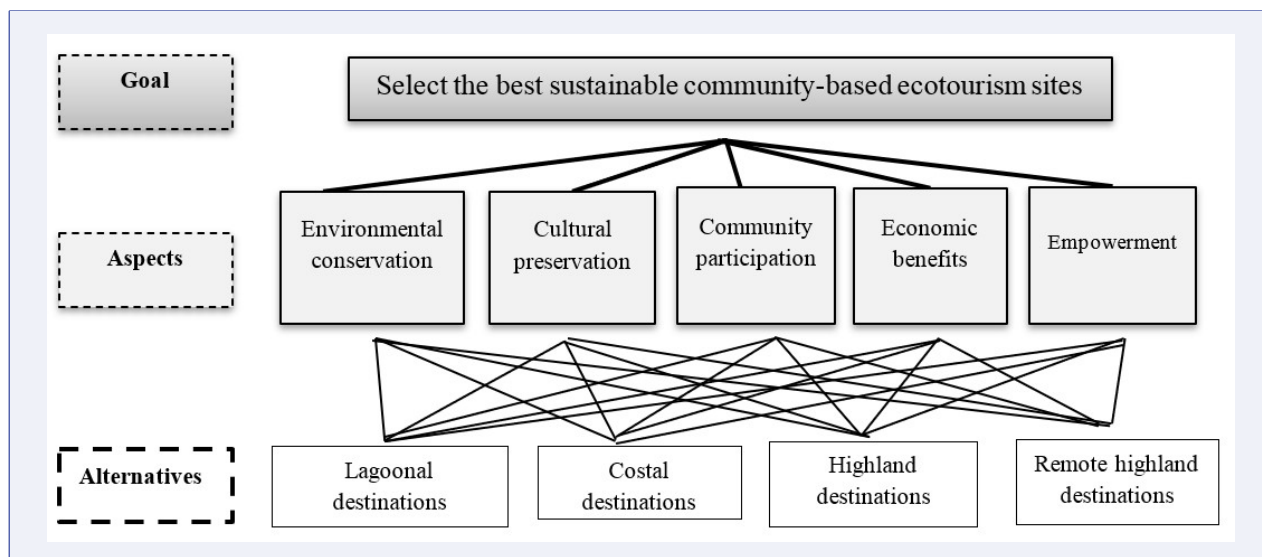 Goal
Select the best sustainable community-based ecotourism sites
Aspects
Environmental
conservation
Cultural
preservation
Community
participation
Economic
benefits
Empowerment
Alternatives
Lagoonal
destinations
Costal
destinations
Highland
destinations
Remote highland
destinations